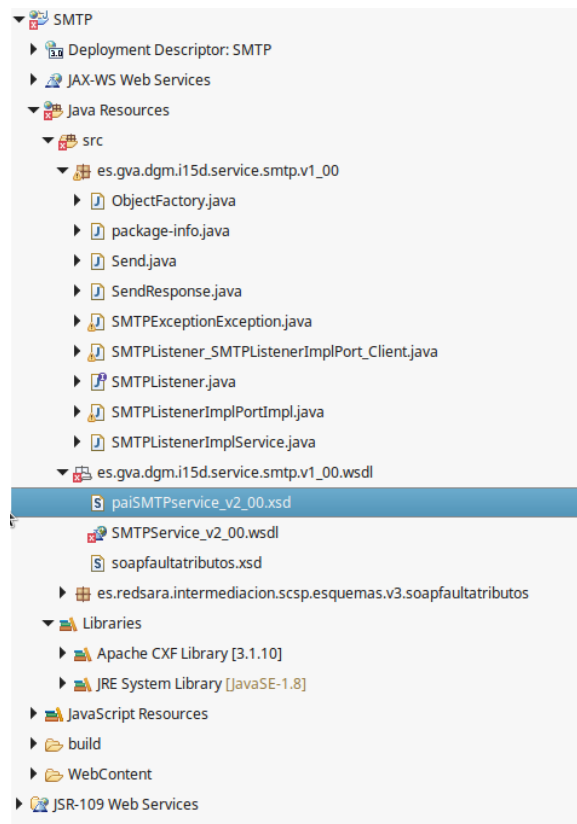 SMTP
Deployment Descriptor: SMTP
JAX-WS Web Services
Java Resources
src
es.gva.dgm.i15d.service.smtp.v1_00
ObjectFactory.java
package-info.java
Send.java
SendResponse.java
SMTPExceptionException.java
SMTPListener_SMTPListenerImplPort_Client.java
SMTPListener.java
SMTPListenerImplPortImpl.java
SMTPListenerImplService.java
es.gva.dgm.i15d.service.smtp.v1_00.wsdl
paiSMTPservice_v2_00.xsd
SMTPService_v2_00.wsdl
soapfaultatributos.xsd
es.redsara.intermediacion.scsp.esquemas.v3.soapfaultatributos
Libraries
Apache CXF Library [3.1.10]
JRE System Library [JavaSE-1.8]
JavaScript Resources
build
WebContent
JSR-109 Web Services